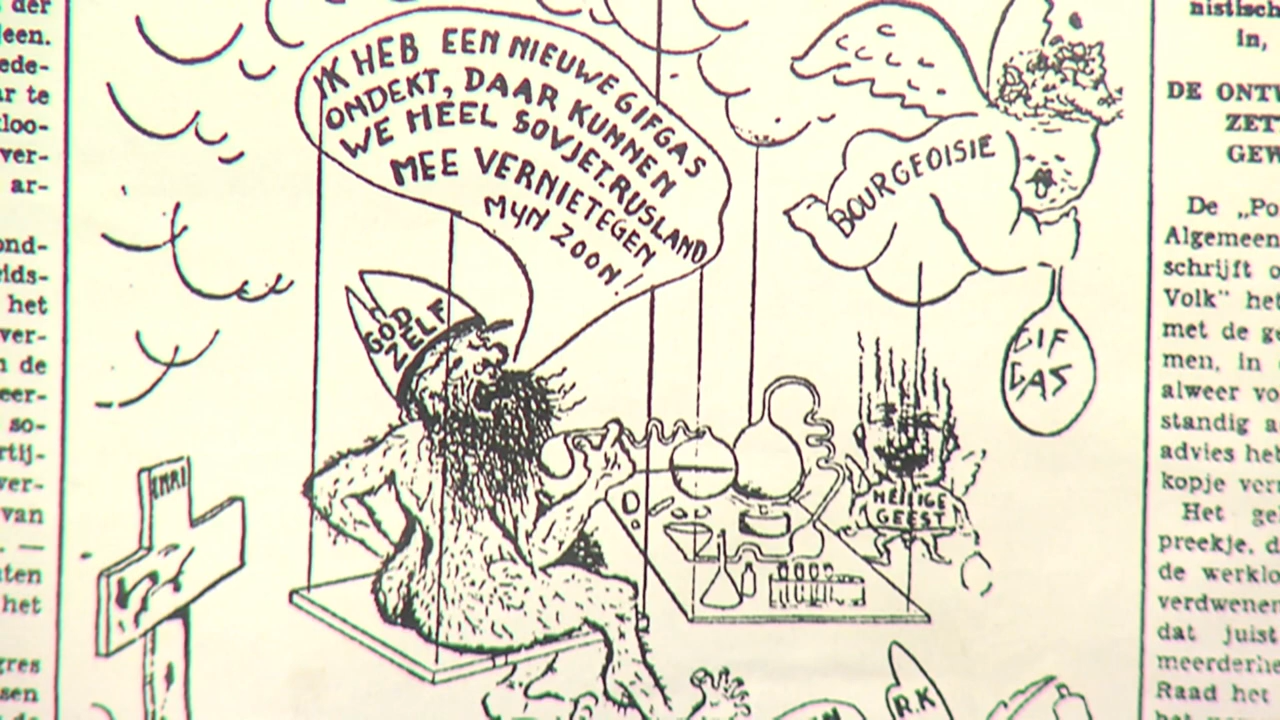 der
een.
ede-
ar te
loo-
ver-
ar-
ond-
elds-
het
ver-
n de
eer-
so-
rtij-
ver-
van
. —
ten
het
gres
sen
IK HEB EEN NIEUWE GIFGAS
ONDEKT, DAAR KUNNEN
WE HEEL SOVJET.RUSLAND
MEE VERNIETEGEN
MYN ZOON!
GOD
ZELF
BOURGEOISIE
GIF
GAS
HEILIGE
GEEST
INRI
R.K
nistisch
in,
DE ONTW
ZET
GEW
De „Po
Algemeen
schrijft o
Volk" het
met de g
men, in
alweer vo
standig a
advies heb
kopje vern
Het ge
preekje, d
de werklo
verdwenen
dat juist
meerderhe
Raad het